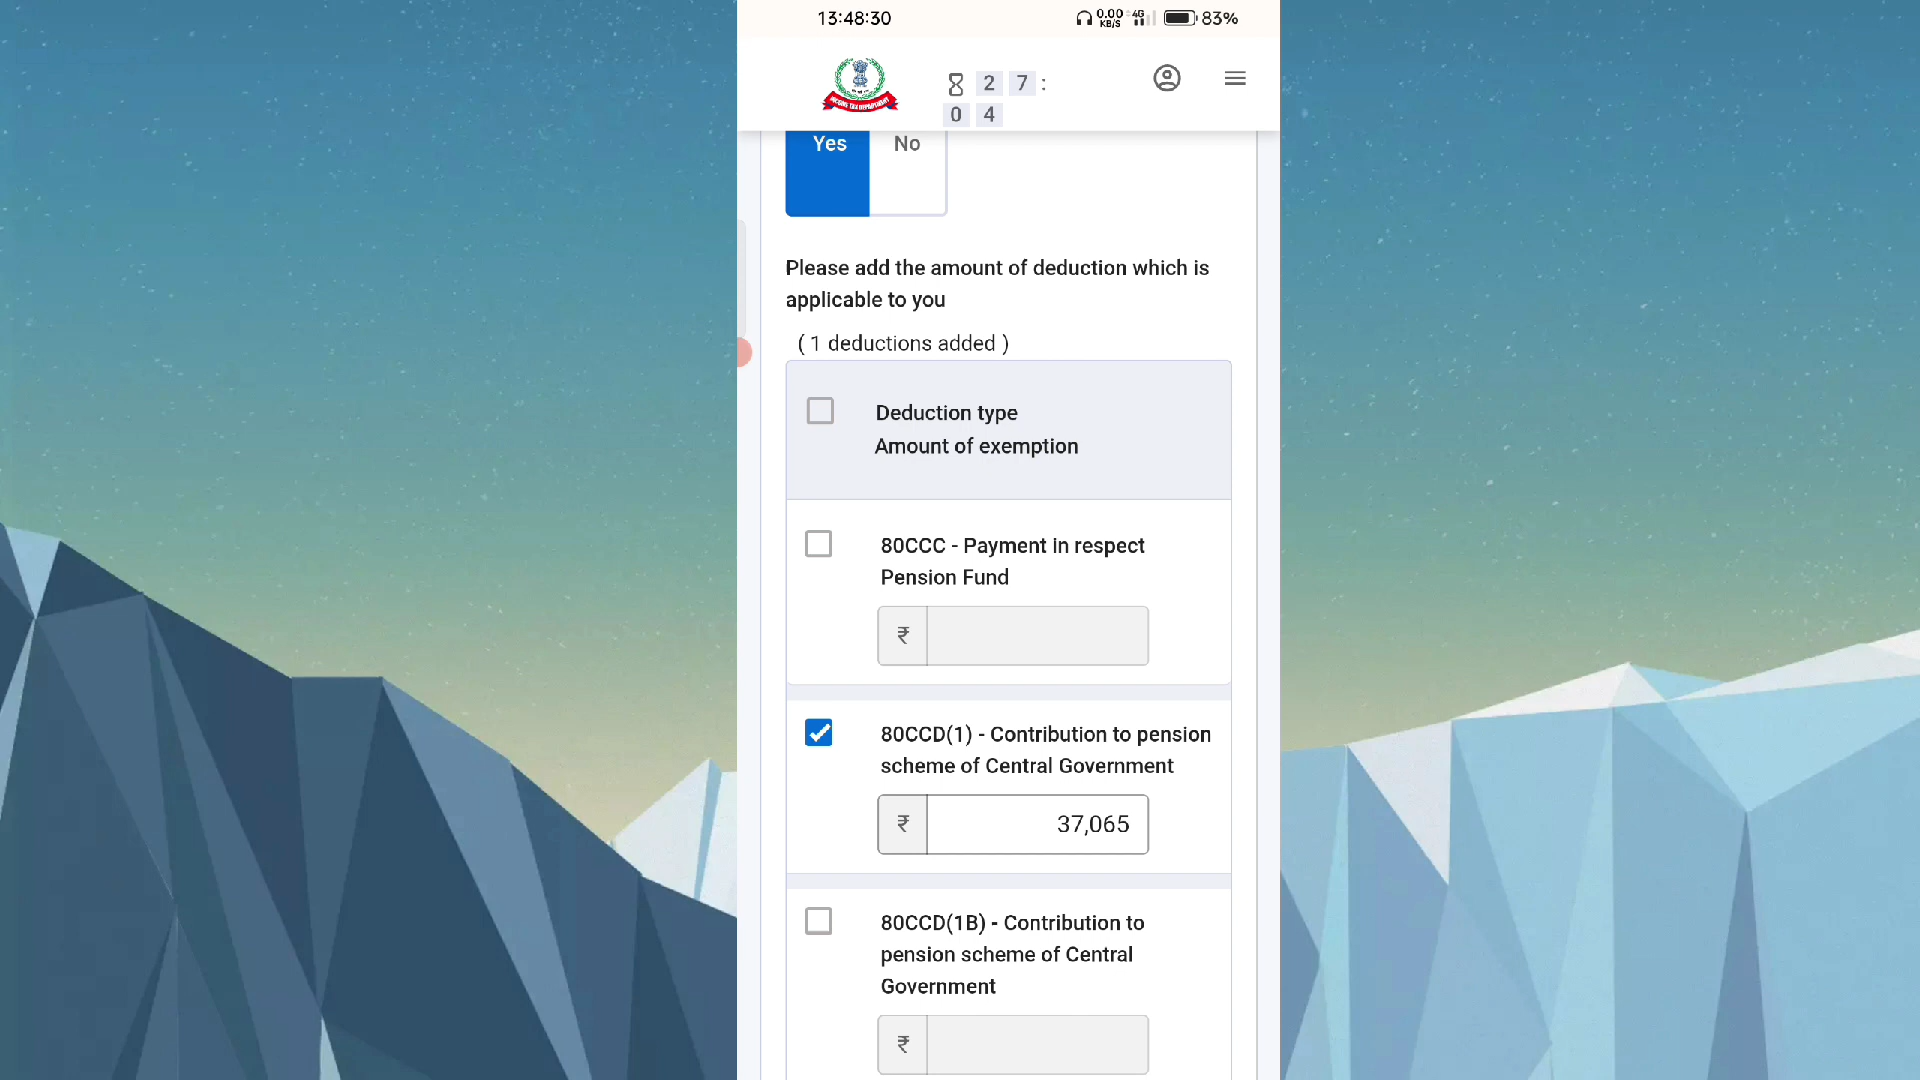 13:48:30
0.00 KB/S 4G 83%
INCOME TAX DEPARTMENT
2 7 :
0 4
Yes No
Please add the amount of deduction which is
applicable to you
( 1 deductions added )
Deduction type
Amount of exemption
80CCC - Payment in respect
Pension Fund
₹
80CCD(1) - Contribution to pension
scheme of Central Government
₹ 37,065
80CCD(1B) - Contribution to
pension scheme of Central
Government
₹